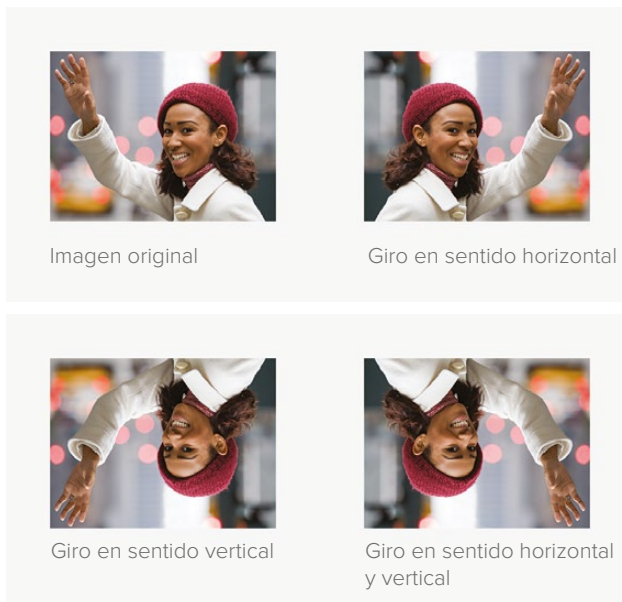 Imagen original
Giro en sentido horizontal
Giro en sentido vertical
Giro en sentido horizontal
y vertical